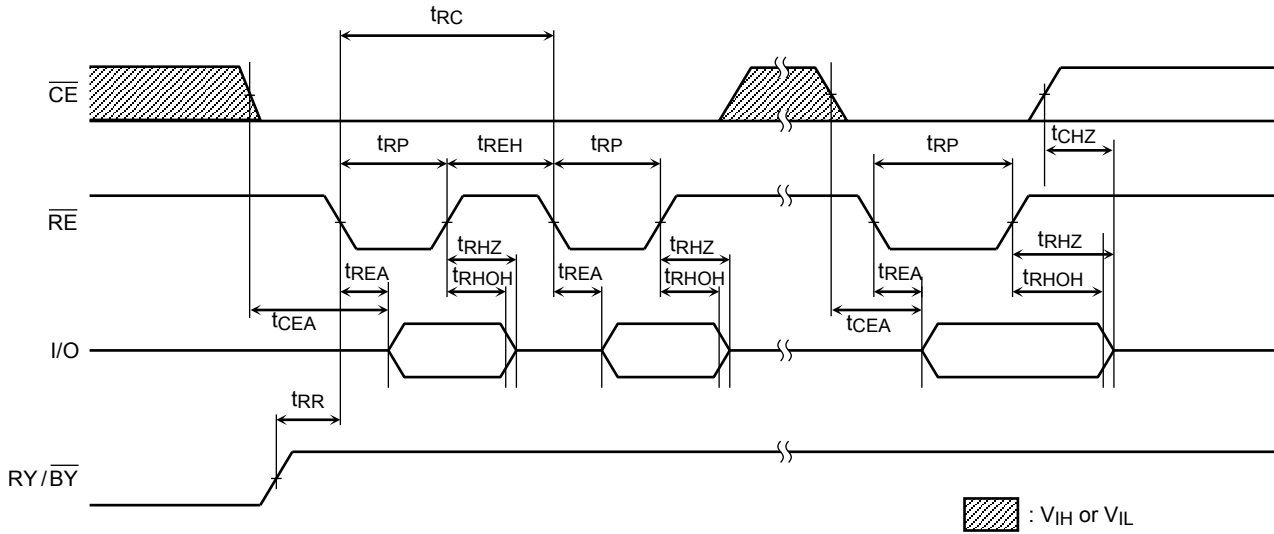 tRC
CE
tRP
tREH
tRP
tRP
tCHZ
RE
tREA
tRHZ
tRHOH
tREA
tRHZ
tRHOH
tREA
tRHZ
tRHOH
tCEA
tCEA
I/O
tRR
RY/BY
: VIH or VIL